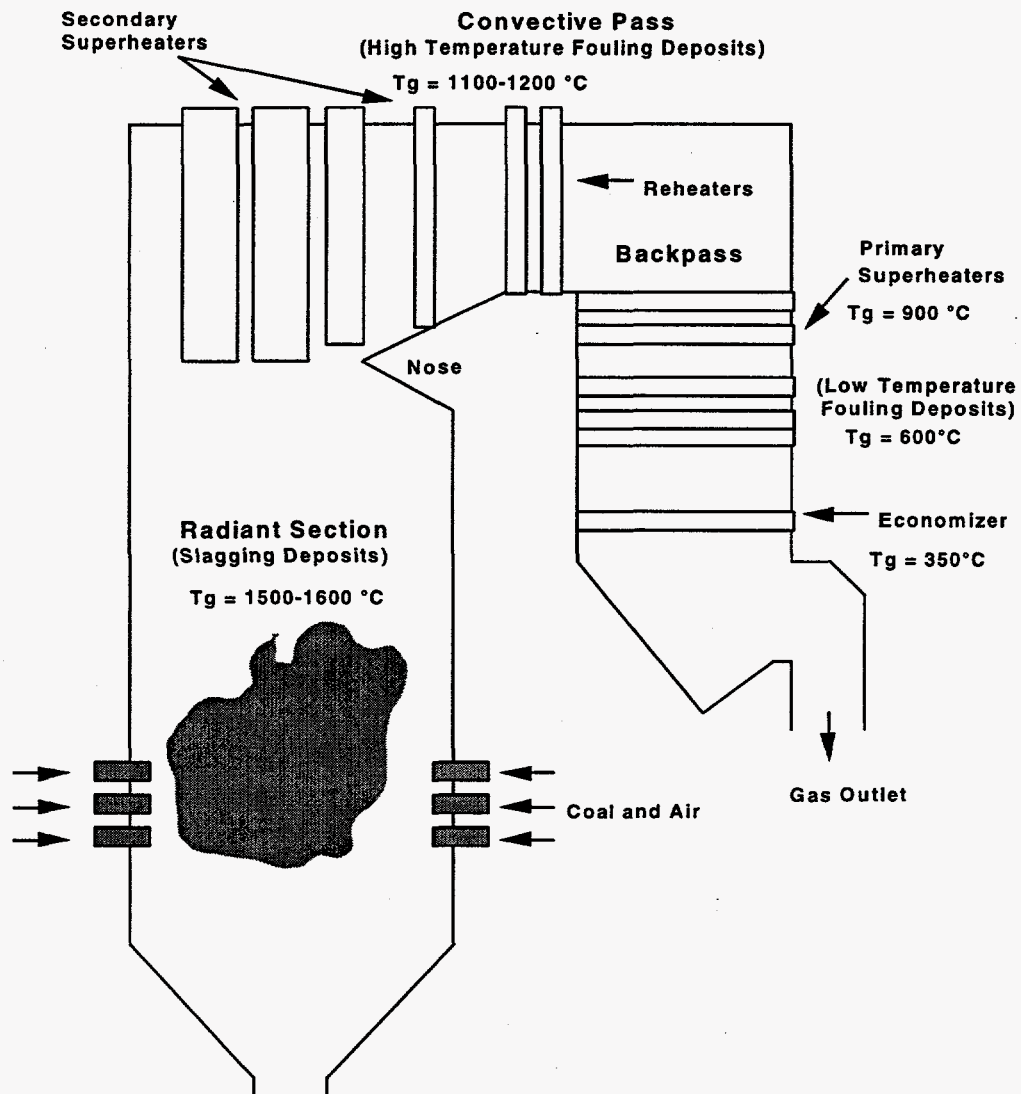 Secondary
Superheaters
Convective Pass
(High Temperature Fouling Deposits)
Tg = 1100-1200 °C
Reheaters
Backpass
Primary
Superheaters
Tg = 900 °C
Nose
(Low Temperature
Fouling Deposits)
Tg = 600°C
Radiant Section
(Slagging Deposits)
Tg = 1500-1600 °C
Economizer
Tg = 350°C
Gas Outlet
Coal and Air